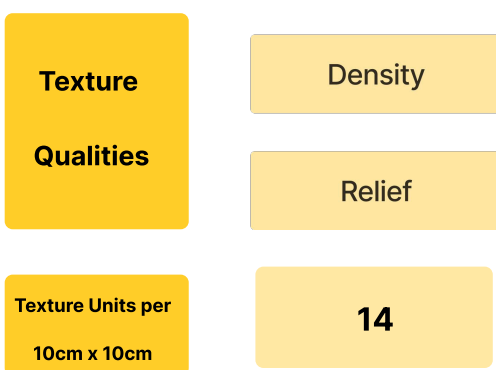 Texture
Qualities
Density
Relief
Texture Units per
10cm x 10cm
14